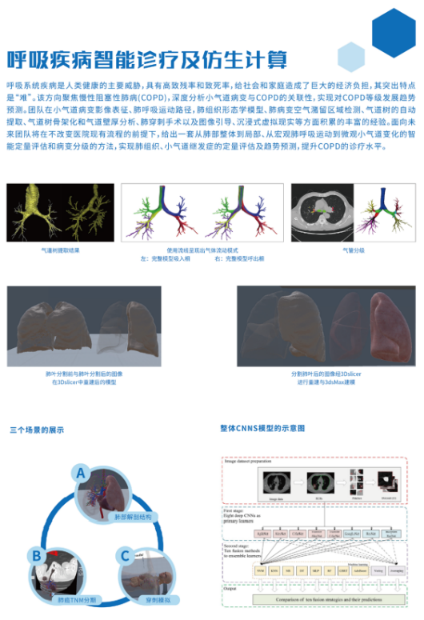 呼吸疾病智能诊疗及仿生计算
呼吸系统疾病是人类健康的主要威胁,具有高致残率和致死率,给社会和家庭造成了巨大的经济负担,其突出特点
是“难”,该方向聚焦慢性阻塞性肺病(COPD),深度分析小气道病变与COPD的关联性,实现对COPD等级发展趋势
预测。团队在小气道病变影像表征、肺呼吸运动路径,肺组织形态学模型、肺病变空气薄留区域检测、气道树的自动
提取、气道树骨架化和气道壁厚分析、肺穿刺手术以及图像引导、沉浸式虚拟现实等方面积累的丰富的经验。面向未
来团队将在不改变医院现有流程的前提下,给出一套从肺部整体到局部、从宏观肺呼吸运动到微观小气道变化的智
能定量评估和病变分级的方法,实现肺组织、小气道继发症的定量评估及趋势预测,提升COPD的诊疗水平。
气道树提取结果
使用流线显现出气体流动模式
左:完整模型吸入期 右:完整模型呼出期
气管分级
肺叶分割前与肺叶分割后的图像
在3Dslicer中重建后的模型
分割肺叶后的图像经3Dslicer
进行重建与3dsMax建模
三个场景的展示
整体CNNS模型的示意图
A
肺部解剖结构
B
肺癌TNM分期
C
穿刺模拟
Image dataset preparation
First stage:
Eight-step CNNs as
primary learners
Second stage:
Two fusion methods
to ensemble learners
Output
Comparison of two fusion strategies and their predictions